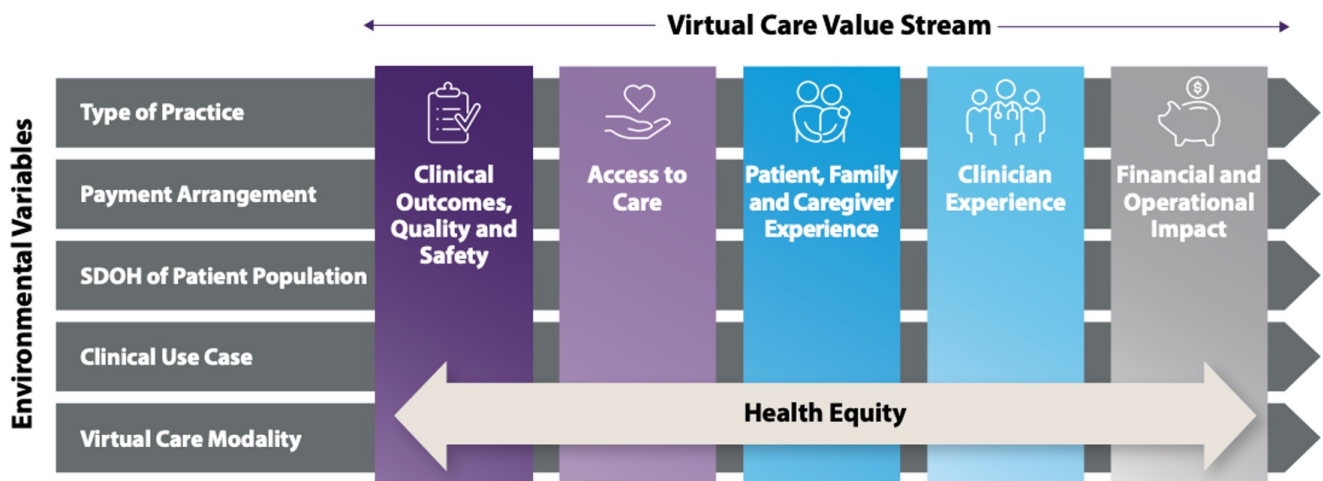 Virtual Care Value Stream
Environmental Variables
Type of Practice
Payment Arrangement
SDOH of Patient Population
Clinical Use Case
Virtual Care Modality
Clinical
Outcomes,
Quality and
Safety
Access to
Care
Patient, Family
and Caregiver
Experience
Clinician
Experience
$
Financial and
Operational
Impact
Health Equity